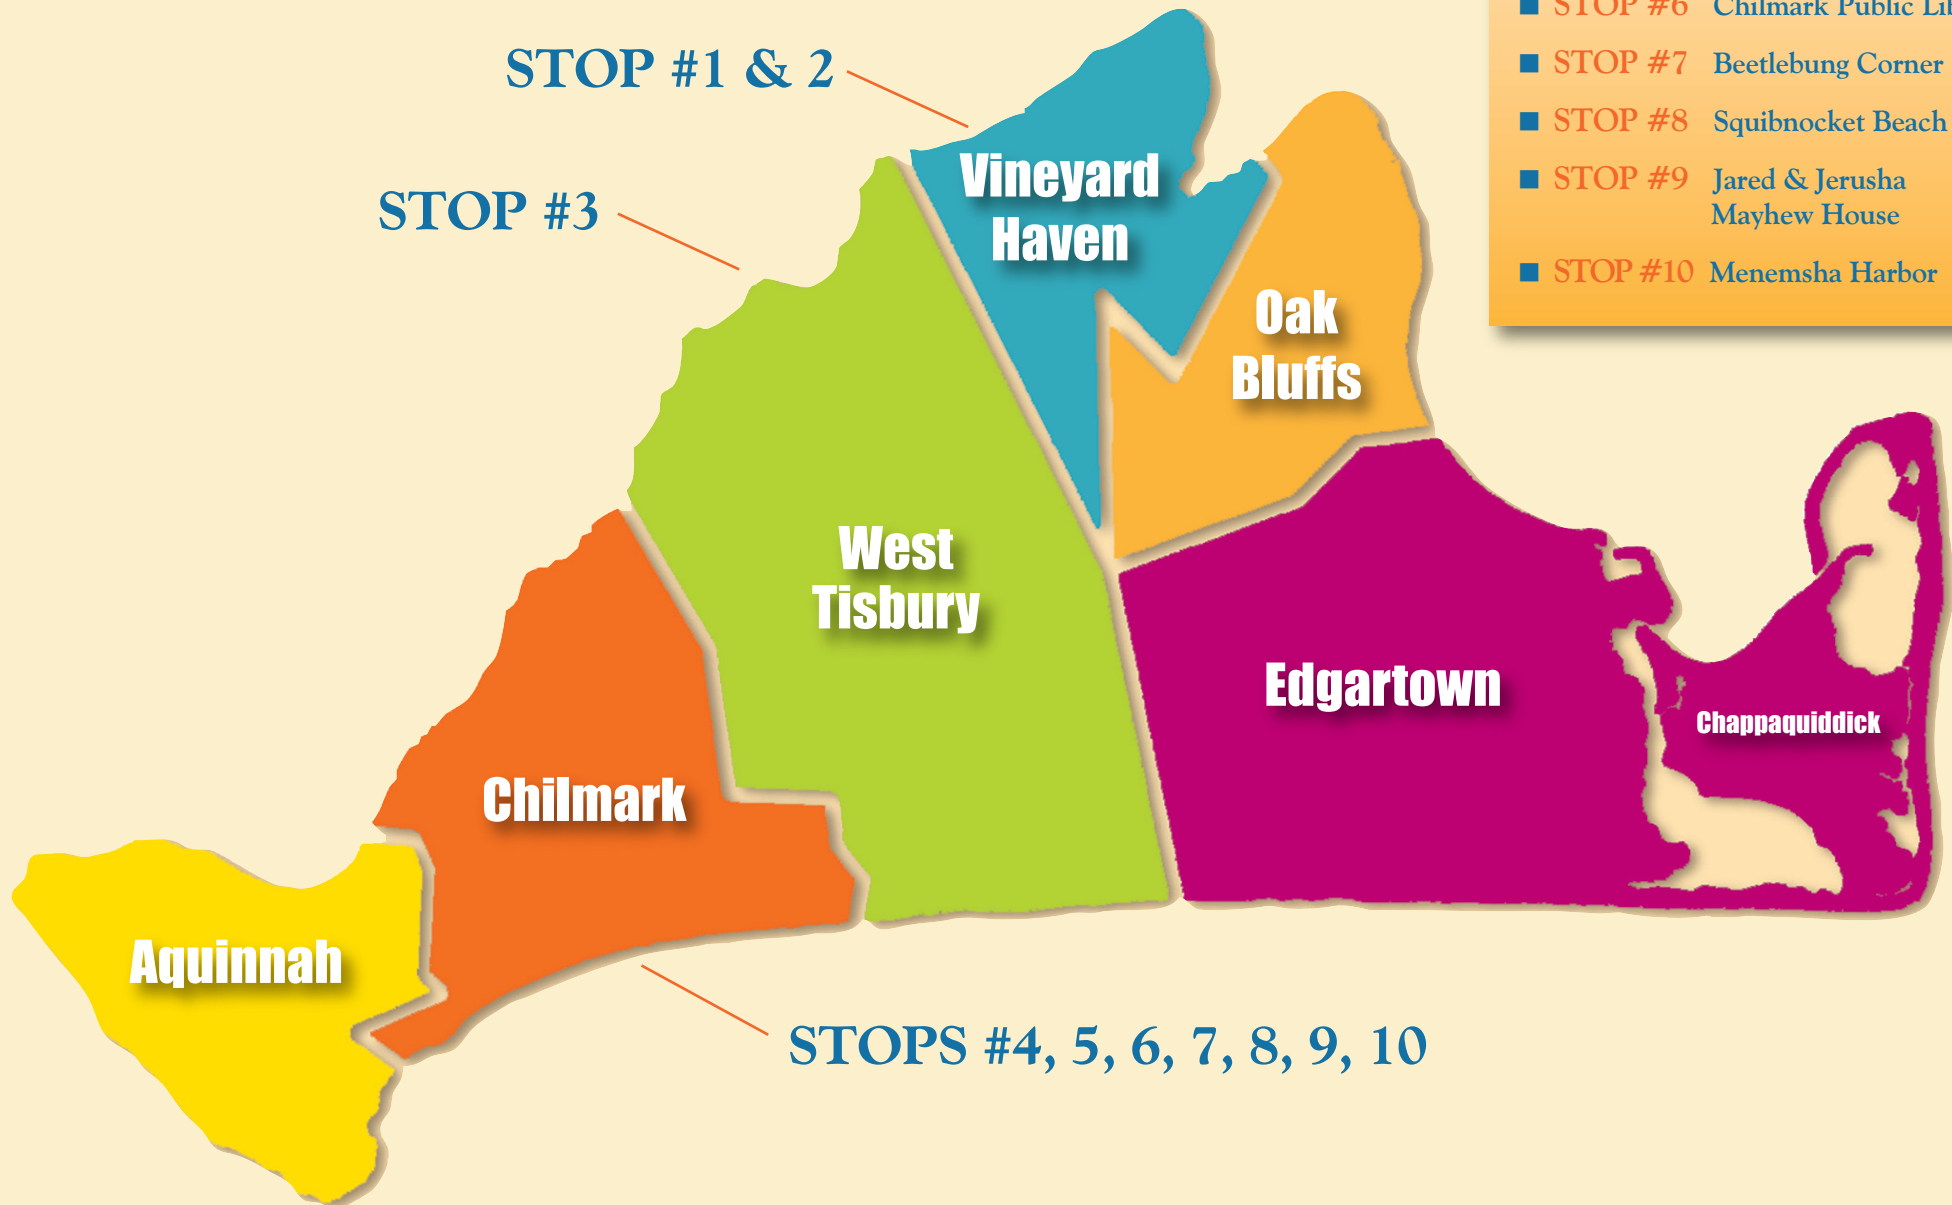 STOP #6 Chilmark Public
STOP #7 Beetlebung Corner
STOP #8 Squibnocket Beach
STOP #9 Jared & Jerusha
Mayhew House
STOP #10 Menemsha Harbor
STOP #1 & 2
STOP #3
Vineyard
Haven
Oak
Bluffs
West
Tisbury
Edgartown
Chappaquiddick
Chilmark
Aquinnah
STOPS #4, 5, 6, 7, 8, 9, 10